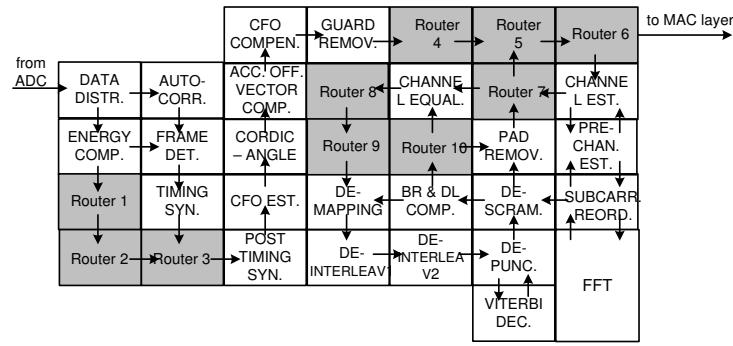 CFO
COMPEN.
GUARD
REMOV.
Router
4
Router
5
Router 6
to MAC layer
from
ADC
DATA
DISTR.
AUTO-
CORR.
ACC. OFF.
VECTOR
COMP.
Router 8
CHANNE
L EQUAL.
Router 7
CHANNE
L EST.
ENERGY
COMP.
FRAME
DET.
CORDIC
– ANGLE
Router 9
Router 10
PAD
REMOV.
PRE-
CHAN.
EST.
Router 1
TIMING
SYN.
CFO EST.
DE-
MAPPING
BR & DL
COMP.
DE-
SCRAM.
SUBCARR.
REORD.
Router 2
Router 3
POST
TIMING
SYN.
DE-
INTERLEAV1
DE-
INTERLEA
V2
DE-
PUNC.
FFT
VITERBI
DEC.